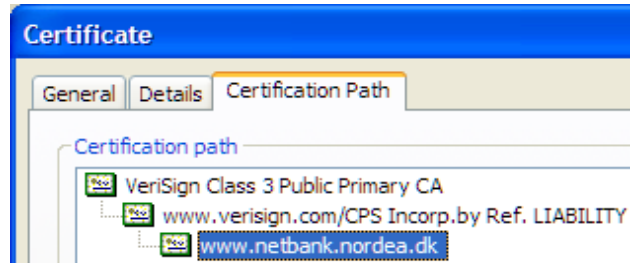 Certificate
General Details Certification Path
Certification path
VeriSign Class 3 Public Primary CA
www.verisign.com/CPS Incorp.by Ref. LIABILITY
www.netbank.nordea.dk